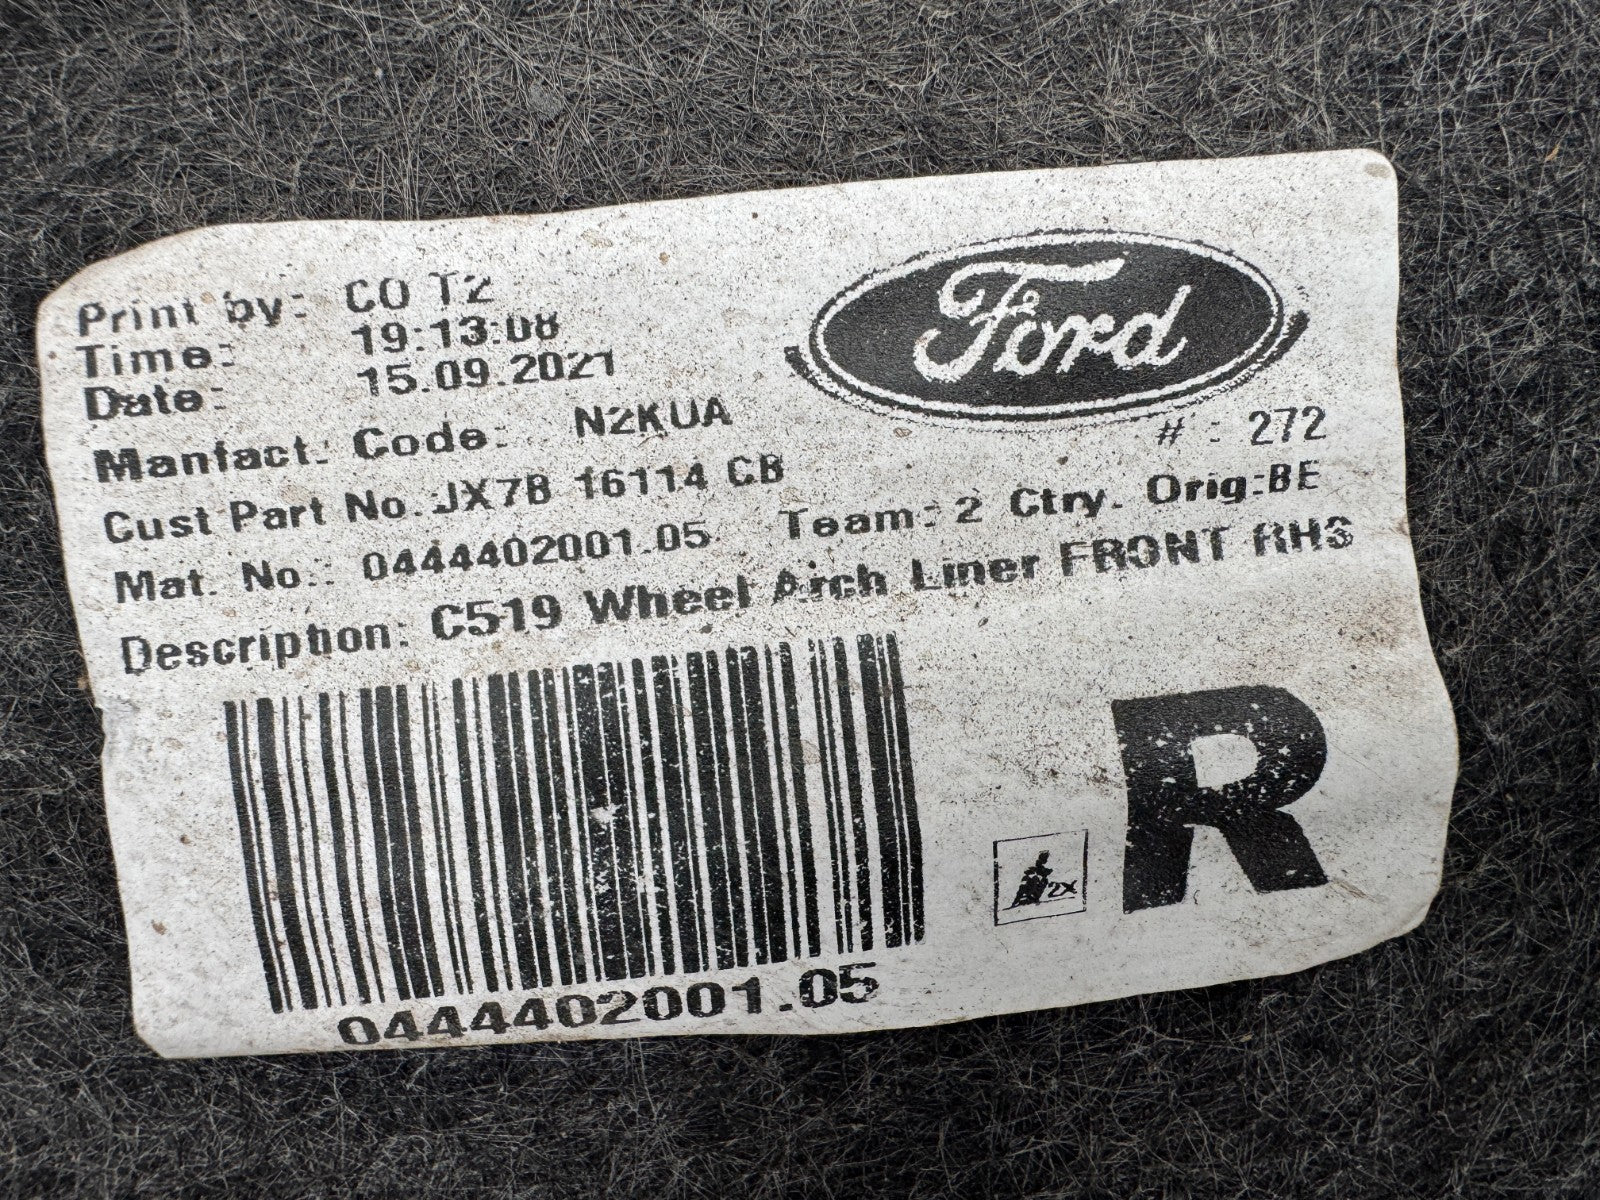 Print by: CO T2
Time: 19:13:08
Date: 15.09.2021
Ford
Manfact. Code: N2KUA # : 272
Cust Part No.: JX7B 16114 CB
Mat. No.: 0444402001.05 Team: 2 Ctry. Orig:BE
Description: C519 Wheel Arch Liner FRONT RHS
R
2X
0444402001.05